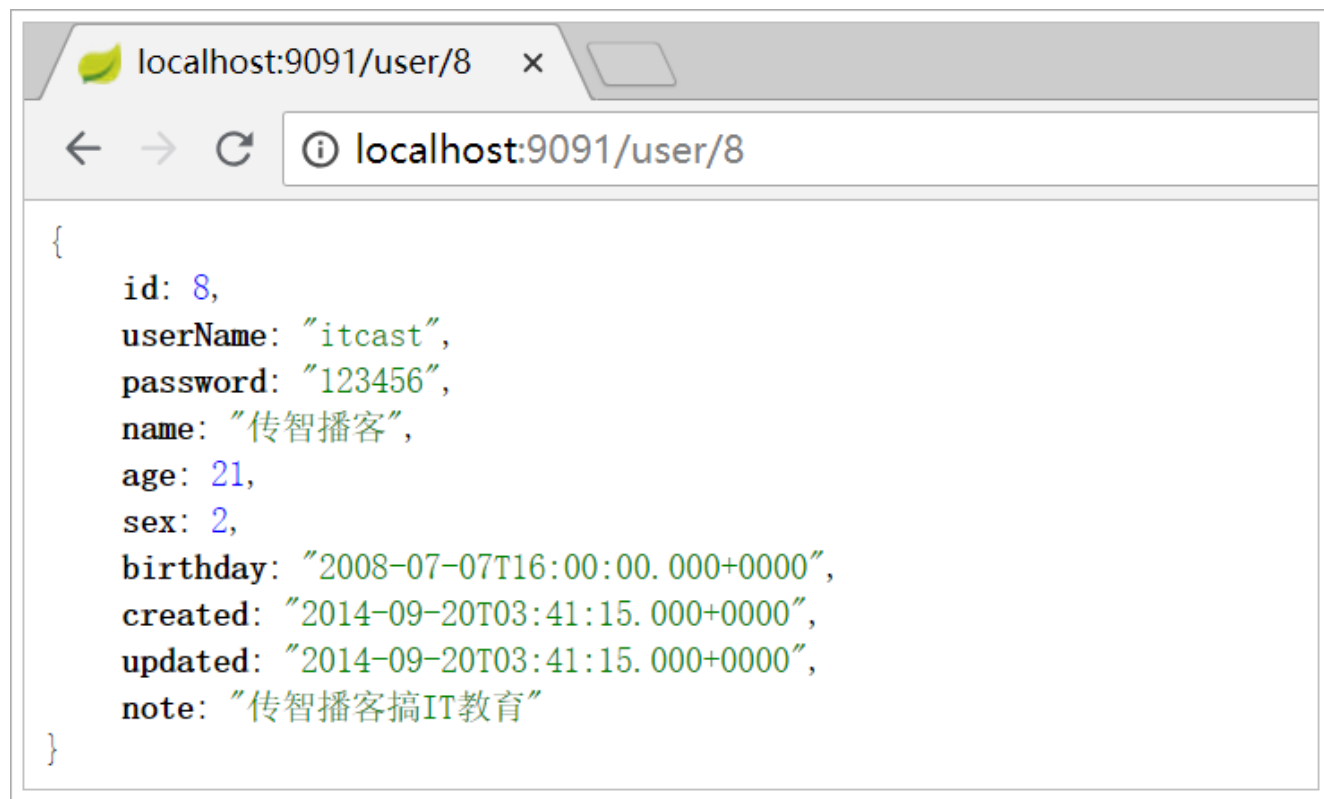 localhost:9091/user/8
localhost:9091/user/8
{
id: 8,
userName: "itcast",
password: "123456",
name: "传智播客",
age: 21,
sex: 2,
birthday: "2008-07-07T16:00:00.000+0000",
created: "2014-09-20T03:41:15.000+0000",
updated: "2014-09-20T03:41:15.000+0000",
note: "传智播客搞IT教育"
}